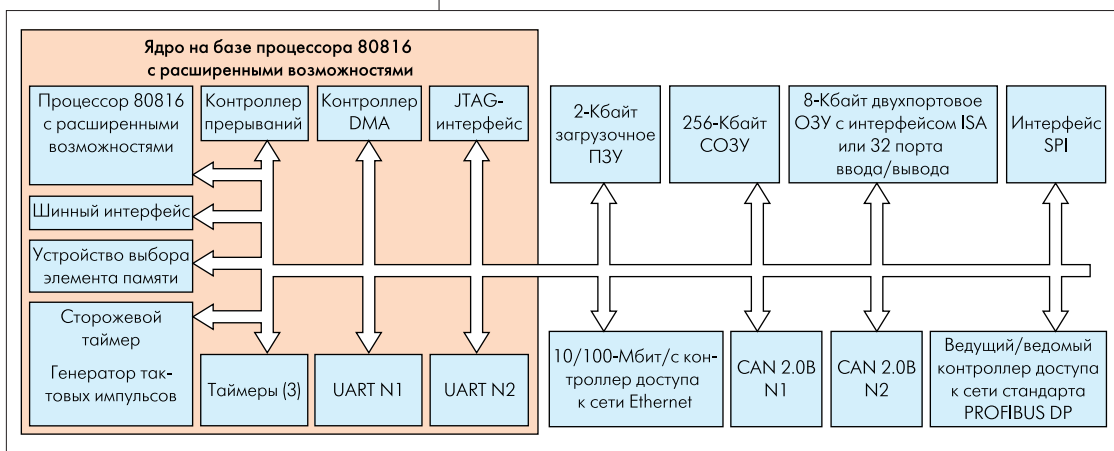 Ядро на базе процессора 80816
с расширенными возможностями
Процессор 80816
с расширенными
возможностями
Контроллер
прерываний
Контроллер
DMA
JTAG-
интерфейс
2-Кбайт
загрузочное
ПЗУ
256-Кбайт
СОЗУ
8-Кбайт двухпортовое
ОЗУ с интерфейсом ISA
или 32 порта
ввода/вывода
Интерфейс
SPI
Шинный интерфейс
Устройство выбора
элемента памяти
Сторожевой
таймер
Генератор так-
товых импульсов
Таймеры (3)
UART N1
UART N2
10/100-Мбит/с кон-
троллер доступа
к сети Ethernet
CAN 2.0B
N1
CAN 2.0B
N2
Ведущий/ведомый
контроллер доступа
к сети стандарта
PROFIBUS DP